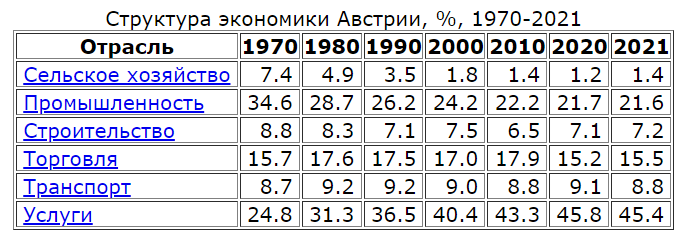 Структура экономики Австрии, %, 1970-2021
Отрасль 1970 1980 1990 2000 2010 2020 2021
Сельское хозяйство 7.4 4.9 3.5 1.8 1.4 1.2 1.4
Промышленность 34.6 28.7 26.2 24.2 22.2 21.7 21.6
Строительство 8.8 8.3 7.1 7.5 6.5 7.1 7.2
Торговля 15.7 17.6 17.5 17.0 17.9 15.2 15.5
Транспорт 8.7 9.2 9.2 9.0 8.8 9.1 8.8
Услуги 24.8 31.3 36.5 40.4 43.3 45.8 45.4